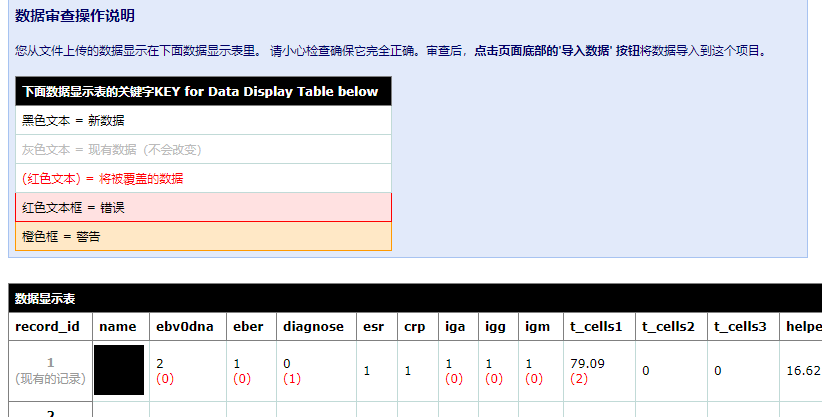 数据审查操作说明
您从文件上传的数据显示在下面数据显示表里。 请小心检查确保它完全正确。审查后，点击页面底部的'导入数据' 按钮将数据导入到这个项目。
下面数据显示表的关键字KEY for Data Display Table below
黑色文本 = 新数据
灰色文本 = 现有数据（不会改变）
(红色文本) = 将被覆盖的数据
红色文本框 = 错误
橙色框 = 警告
数据显示表
record_id name ebv0dna eber diagnose esr crp iga igg igm t_cells1 t_cells2 t_cells3 helpe
1 2 1 0 1 1 1 1 1 79.09 0 0 16.62
(现有的记录) (0) (0) (1) (0) (0) (0) (2)
2